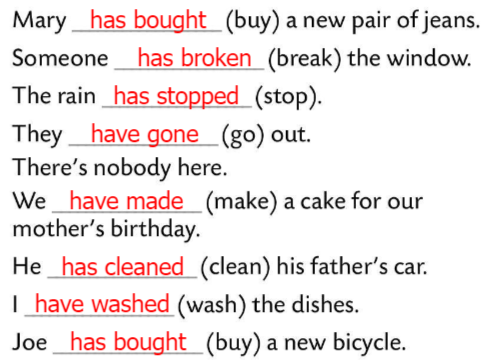 Mary has bought (buy) a new pair of jeans.
Someone has broken (break) the window.
The rain has stopped (stop).
They have gone (go) out.
There's nobody here.
We have made (make) a cake for our
mother's birthday.
He has cleaned (clean) his father's car.
I have washed (wash) the dishes.
Joe has bought (buy) a new bicycle.